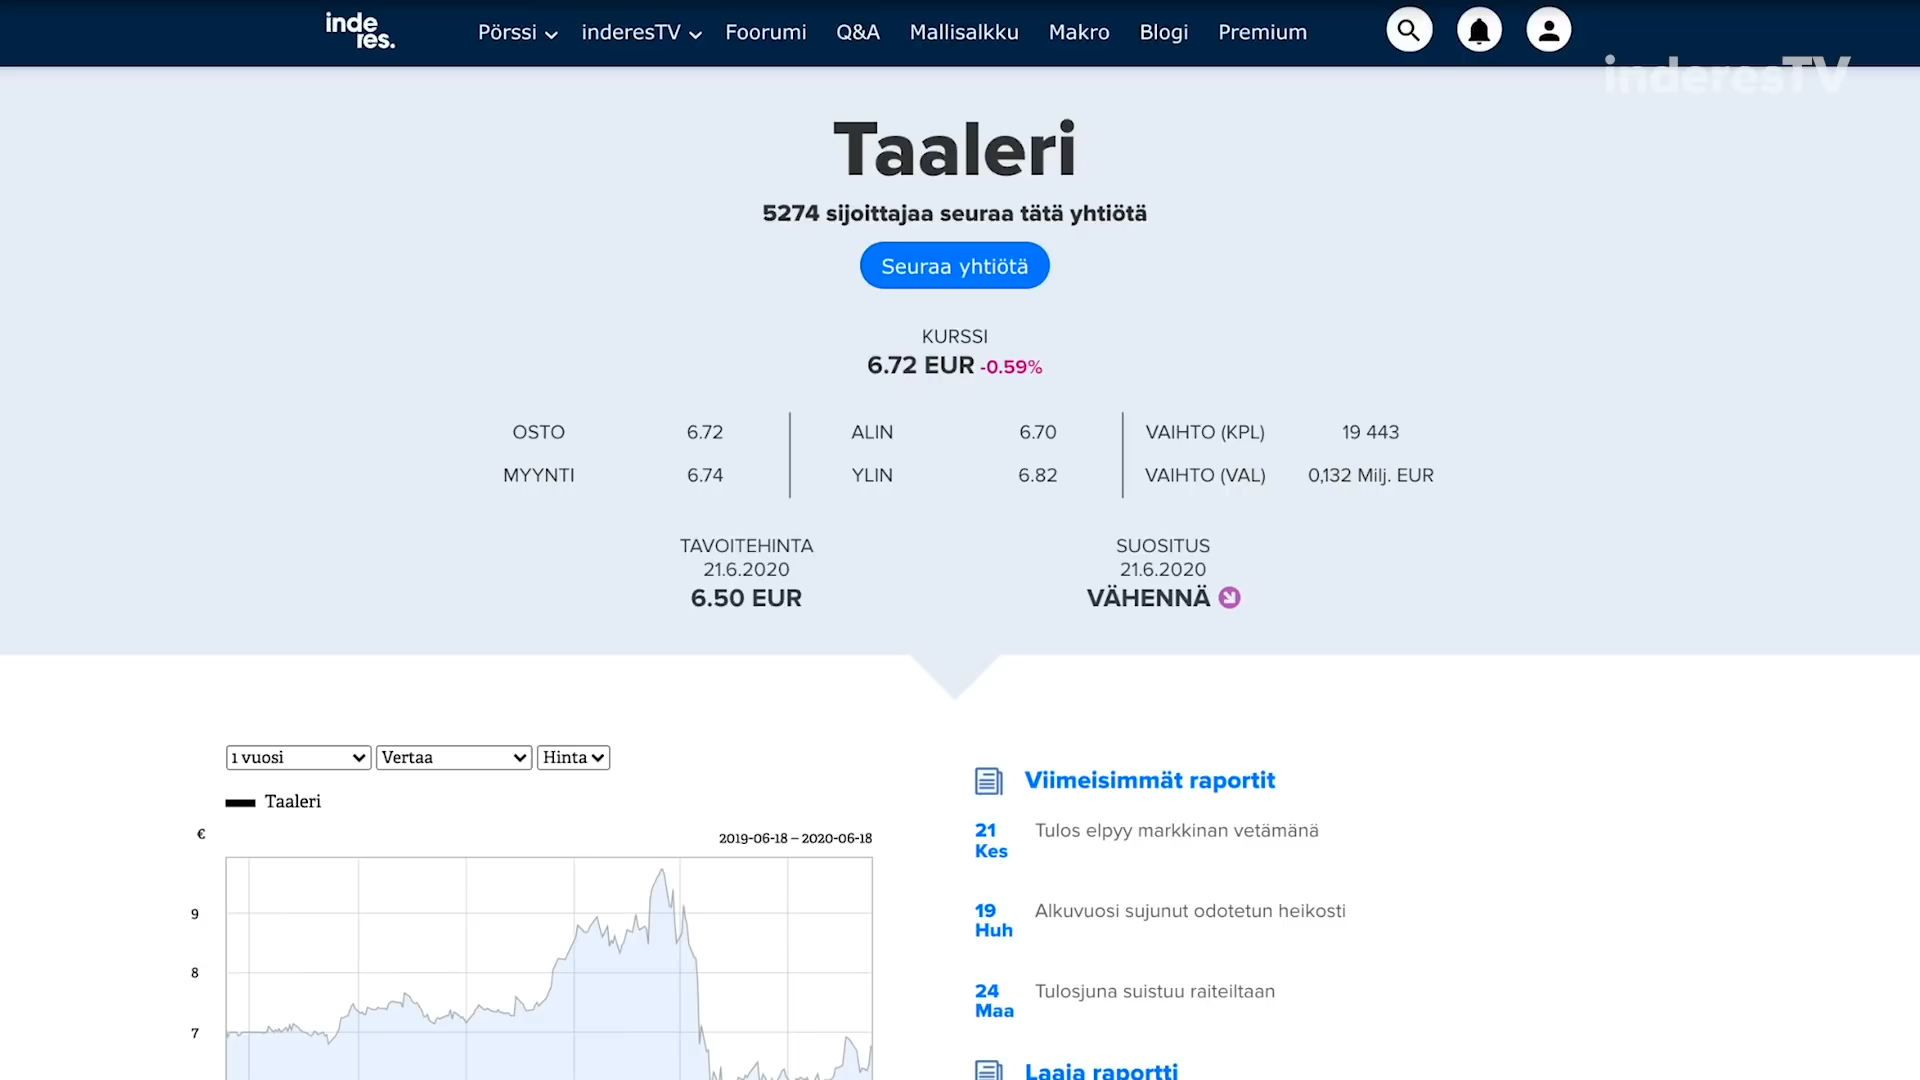 inde
res.
Pörssi
inderesTV
Foorumi
Q&A
Mallisalkku
Makro
Blogi
Premium
inderesTV
Taaleri
5274 sijoittajaa seuraa tätä yhtiötä
Seuraa yhtiötä
KURSSI
6.72 EUR -0.59%
OSTO 6.72
MYYNTI 6.74
ALIN 6.70
YLIN 6.82
VAIHTO (KPL) 19 443
VAIHTO (VAL) 0,132 Milj. EUR
TAVOITEHINTA
21.6.2020
6.50 EUR
SUOSITUS
21.6.2020
VÄHENNÄ
1 vuosi
Vertaa
Hinta
Taaleri
€
2019-06-18 – 2020-06-18
9
8
7
Viimeisimmät raportit
21 Kes
Tulos elpyy markkinan vetämänä
19 Huh
Alkuvuosi sujunut odotetun heikosti
24 Maa
Tulosjuna suistuu raiteiltaan
Laaja raportti